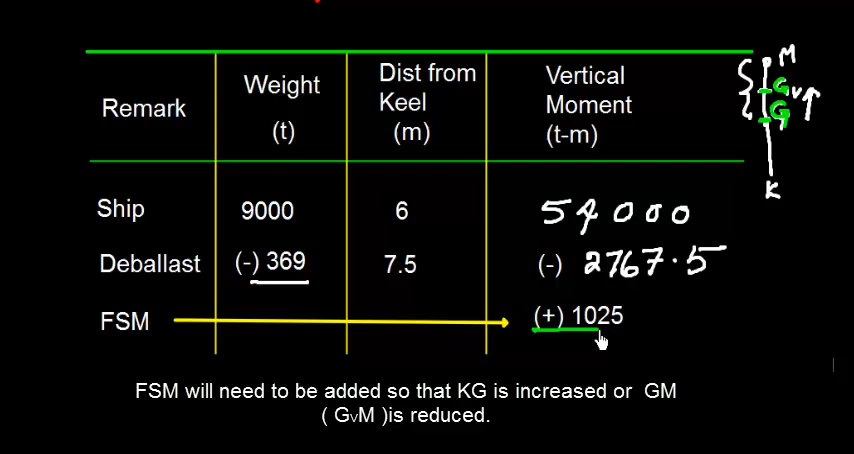 Remark Weight (t) Dist from Keel (m) Vertical Moment (t-m)
Ship 9000 6 54000
Deballast (-) 369 7.5 (-) 2767.5
FSM (+) 1025
FSM will need to be added so that KG is increased or GM
( GvM )is reduced.
M
Gv
G
K